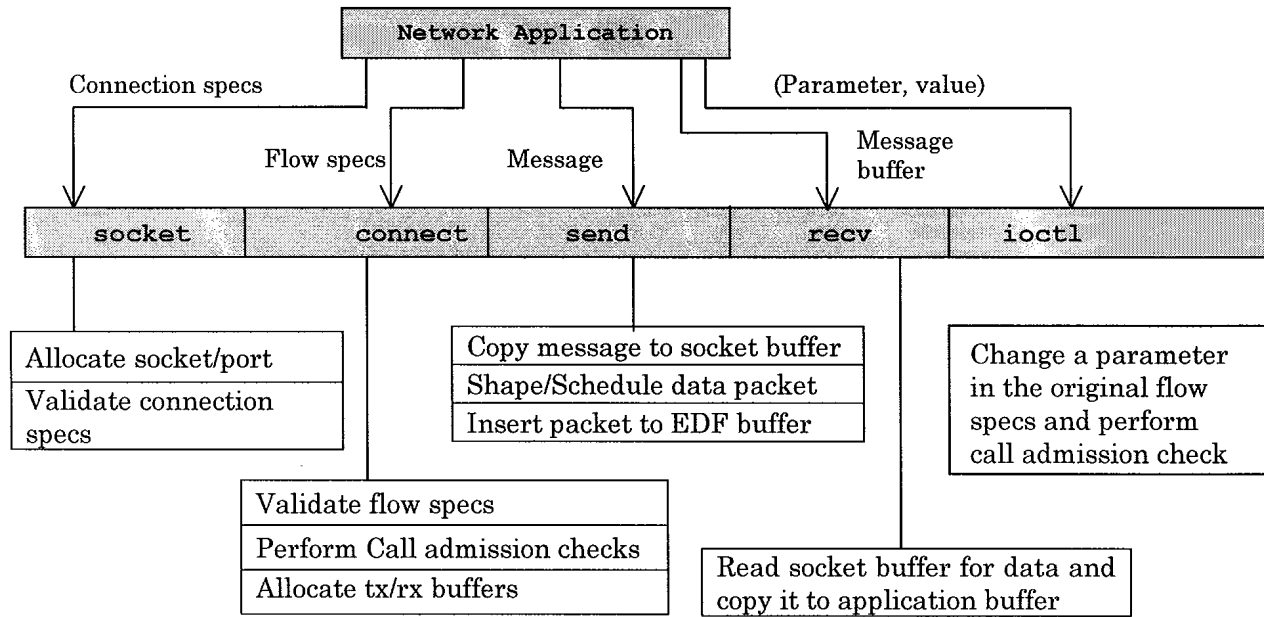 Network Application
Connection specs
(Parameter, value)
Flow specs
Message
Message
buffer
socket
connect
send
recv
ioctl
Allocate socket/port
Validate connection
specs
Copy message to socket buffer
Shape/Schedule data packet
Insert packet to EDF buffer
Change a parameter
in the original flow
specs and perform
call admission check
Validate flow specs
Perform Call admission checks
Allocate tx/rx buffers
Read socket buffer for data and
copy it to application buffer